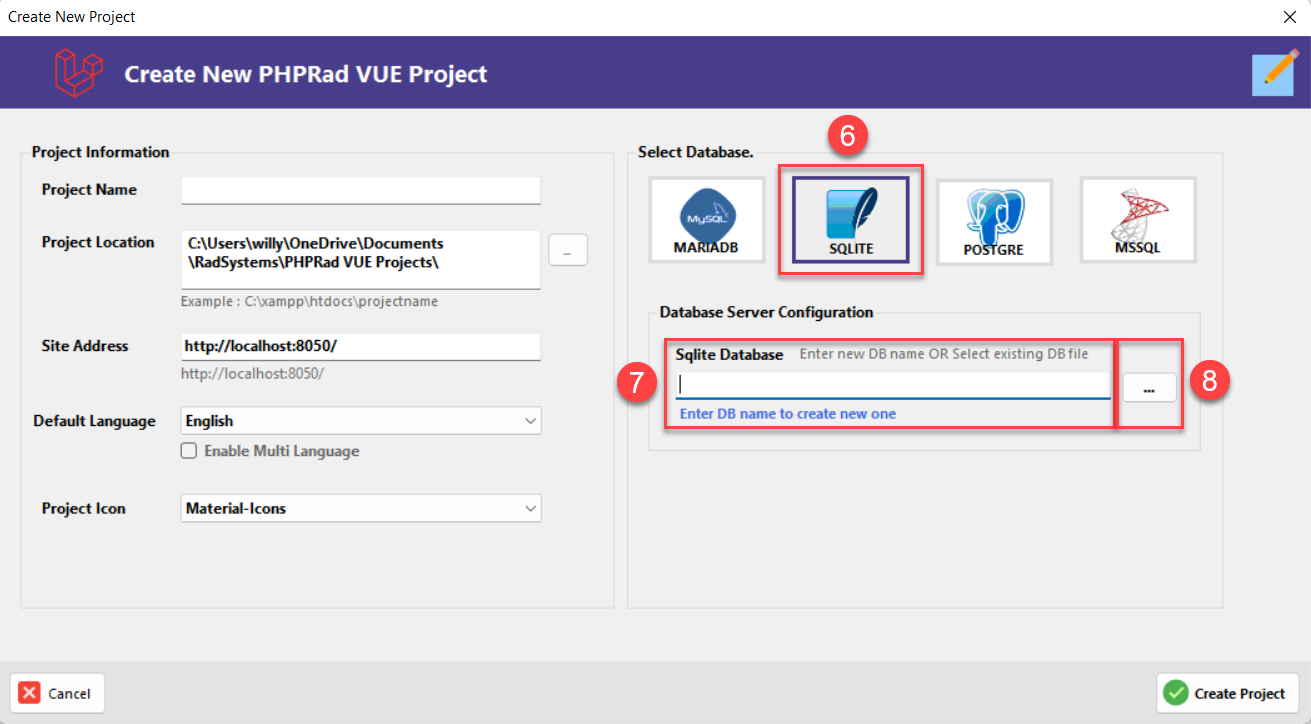 Create New Project
Create New PHPRad VUE Project
Project Information
Project Name
Project Location
C:\Users\willy\OneDrive\Documents
\RadSystems\PHPRad VUE Projects\
...
Example : C:\xampp\htdocs\projectname
Site Address
http://localhost:8050/
http://localhost:8050/
Default Language
English
Enable Multi Language
Project Icon
Material-Icons
6
Select Database.
MySQL
MARIADB
SQLITE
POSTGRE
MSSQL
Database Server Configuration
7
Sqlite Database Enter new DB name OR Select existing DB file
Enter DB name to create new one
...
8
Cancel
Create Project